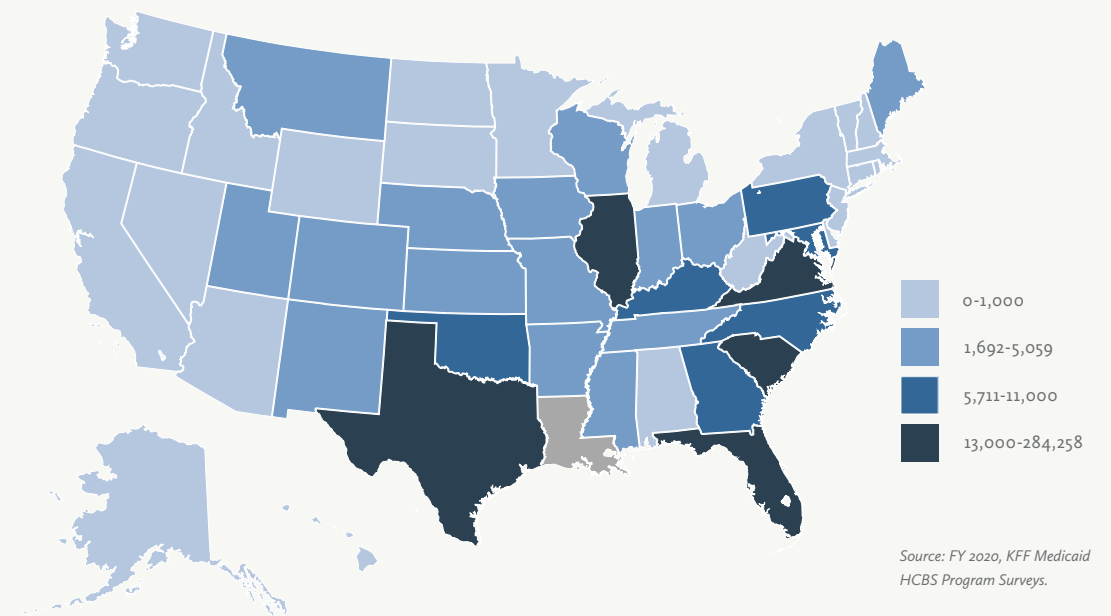 0-1,000
1,692-5,059
5,711-11,000
13,000-284,258
Source: FY 2020, KFF Medicaid
HCBS Program Surveys.